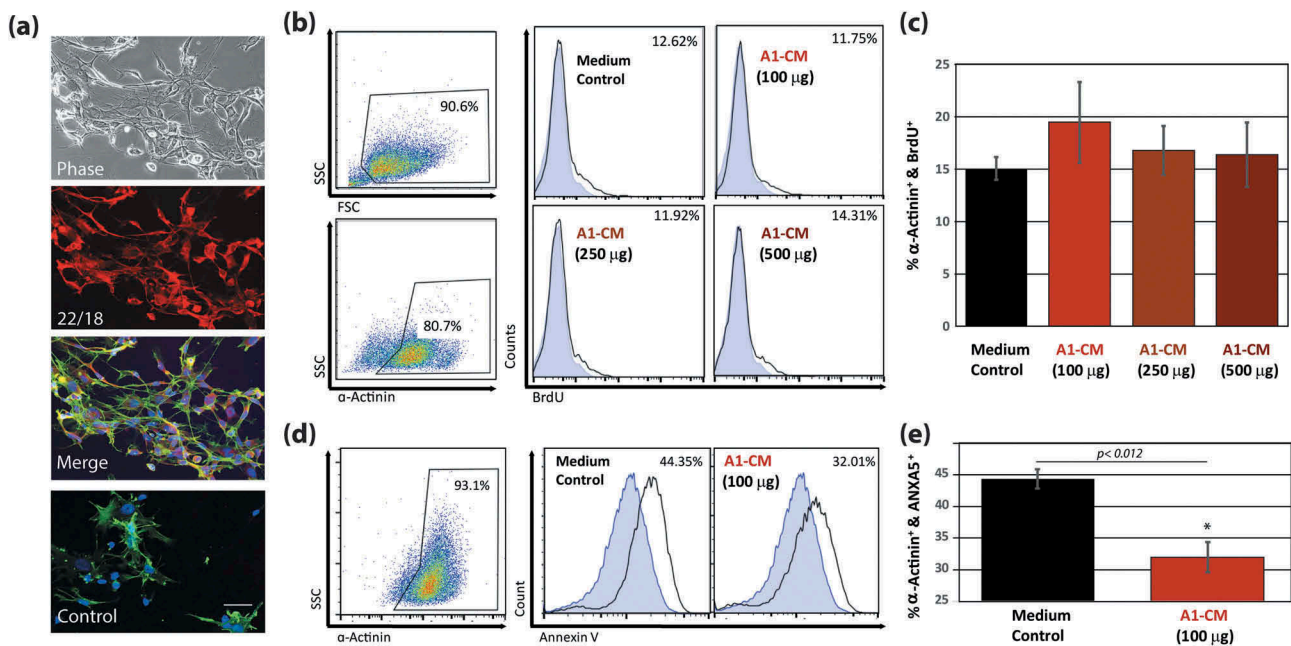 (a)
Phase
22/18
Merge
Control
(b)
90.6%
SSC
FSC
80.7%
SSC
α-Actinin
Medium
Control
12.62%
A1-CM
(100 µg)
11.75%
A1-CM
(250 µg)
11.92%
A1-CM
(500 µg)
14.31%
Counts
BrdU
(c)
% α-Actinin⁺ & BrdU⁺
25
20
15
15
5
0
Medium
Control
A1-CM
(100 µg)
A1-CM
(250 µg)
A1-CM
(500 µg)
(d)
93.1%
SSC
α-Actinin
Medium
Control
44.35%
A1-CM
(100 µg)
32.01%
Count
Annexin V
(e)
% α-Actinin⁺ & ANXA5⁺
45
40
35
30
25
p< 0.012
*
Medium
Control
A1-CM
(100 µg)